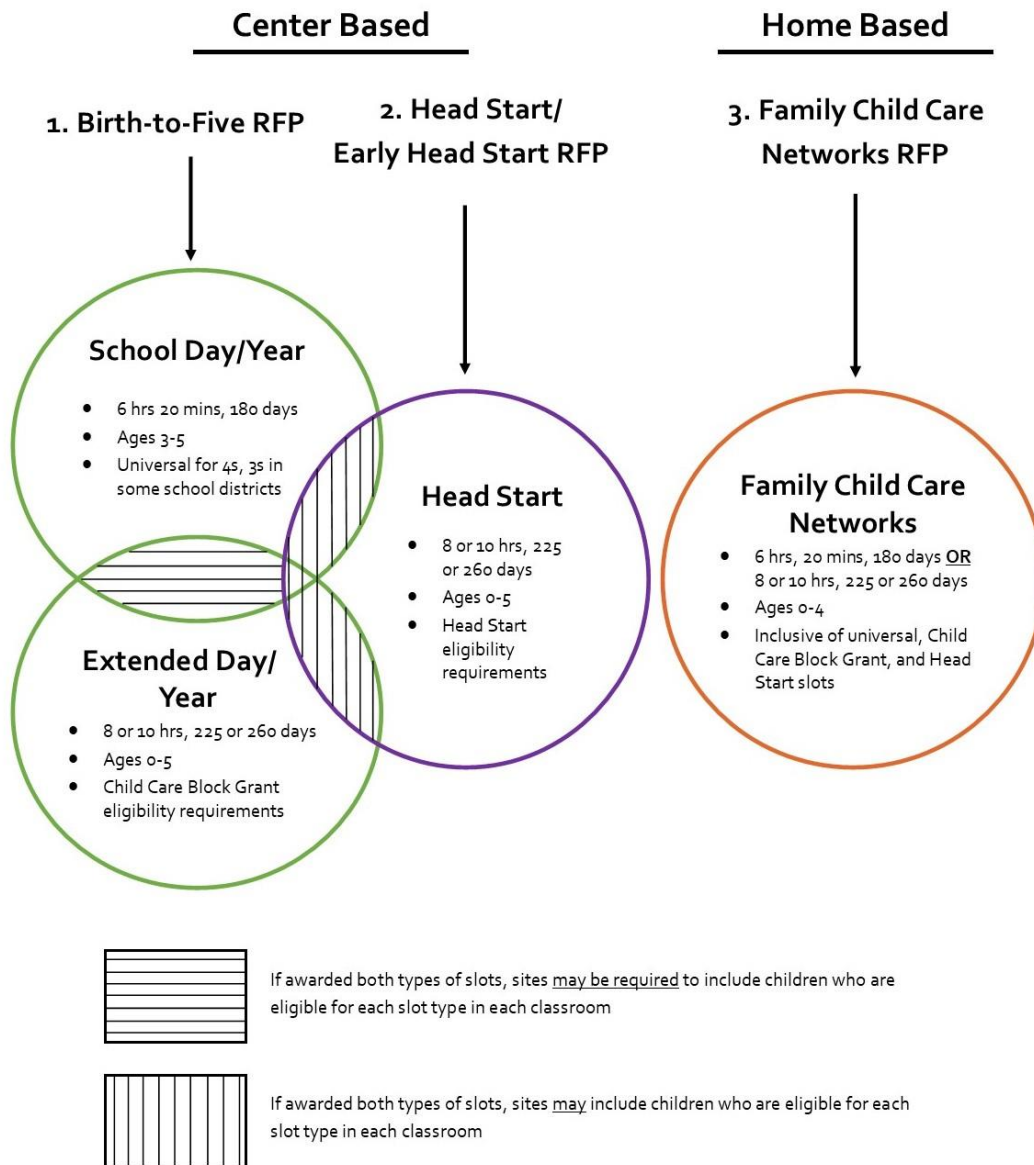 Center Based
Home Based
1. Birth-to-Five RFP
2. Head Start/
Early Head Start RFP
3. Family Child Care
Networks RFP
School Day/Year
• 6 hrs 20 mins, 180 days
• Ages 3-5
• Universal for 4s, 3s in
some school districts
Extended Day/
Year
• 8 or 10 hrs, 225 or 260 days
• Ages 0-5
• Child Care Block Grant
eligibility requirements
Head Start
• 8 or 10 hrs, 225
or 260 days
• Ages 0-5
• Head Start
eligibility
requirements
Family Child Care
Networks
• 6 hrs, 20 mins, 180 days OR
8 or 10 hrs, 225 or 260 days
• Ages 0-4
• Inclusive of universal, Child
Care Block Grant, and Head
Start slots
If awarded both types of slots, sites may be required to include children who are
eligible for each slot type in each classroom
If awarded both types of slots, sites may include children who are eligible for each
slot type in each classroom